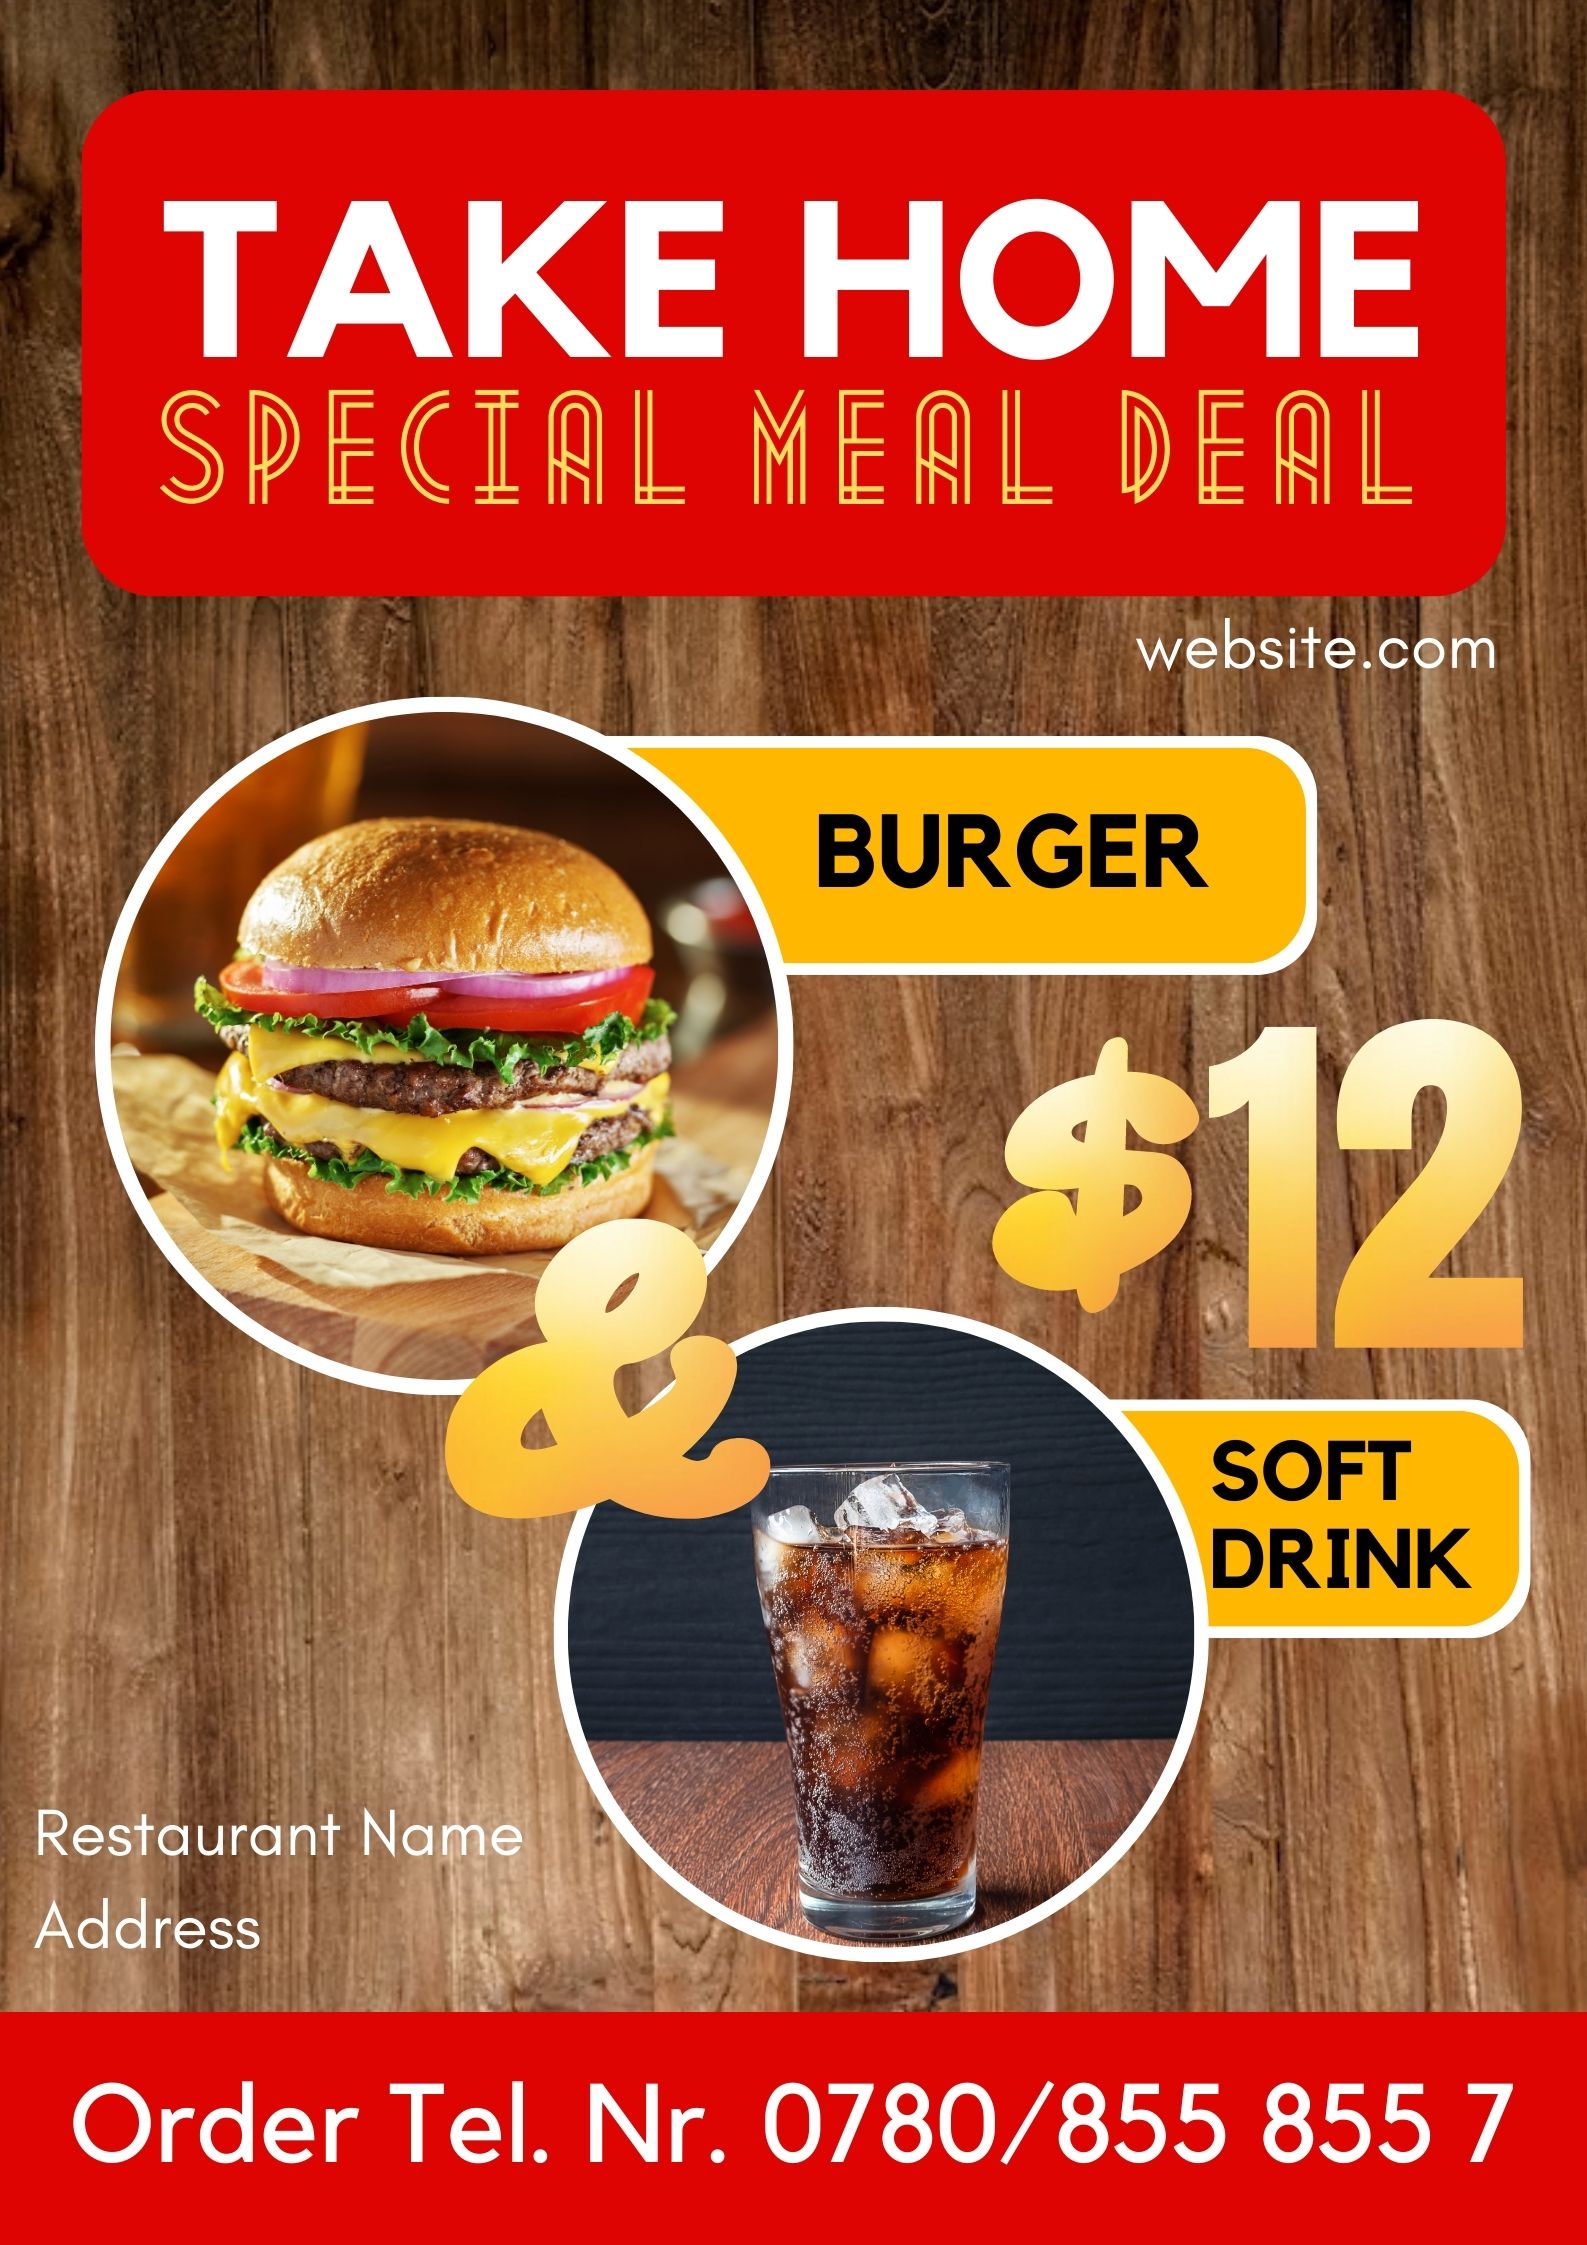 TAKE HOME
SPECIAL MEAL DEAL
website.com
BURGER
$12
&
SOFT
DRINK
Restaurant Name
Address
Order Tel. Nr. 0780/855 855 7